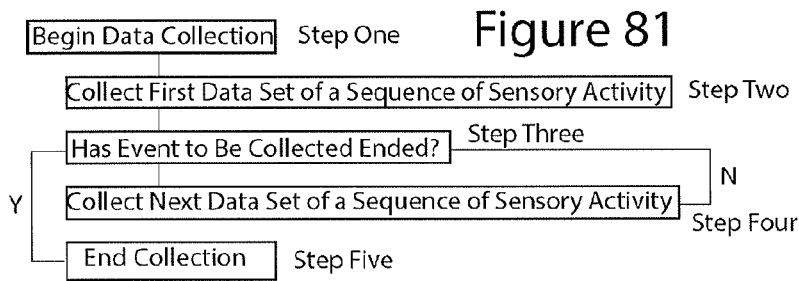 Figure 81
Begin Data Collection Step One
Collect First Data Set of a Sequence of Sensory Activity Step Two
Has Event to Be Collected Ended? Step Three
N
Y
Collect Next Data Set of a Sequence of Sensory Activity
Step Four
End Collection Step Five